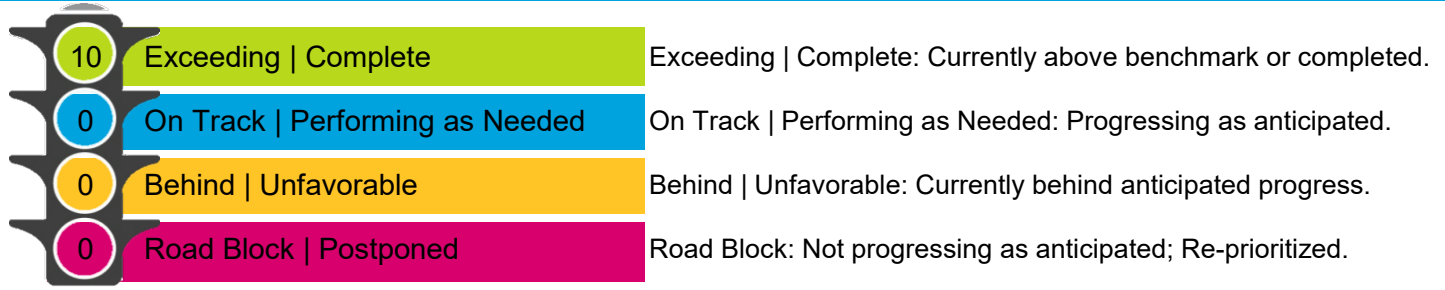 10 Exceeding | Complete Exceeding | Complete: Currently above benchmark or completed.
0 On Track | Performing as Needed On Track | Performing as Needed: Progressing as anticipated.
0 Behind | Unfavorable Behind | Unfavorable: Currently behind anticipated progress.
0 Road Block | Postponed Road Block: Not progressing as anticipated; Re-prioritized.